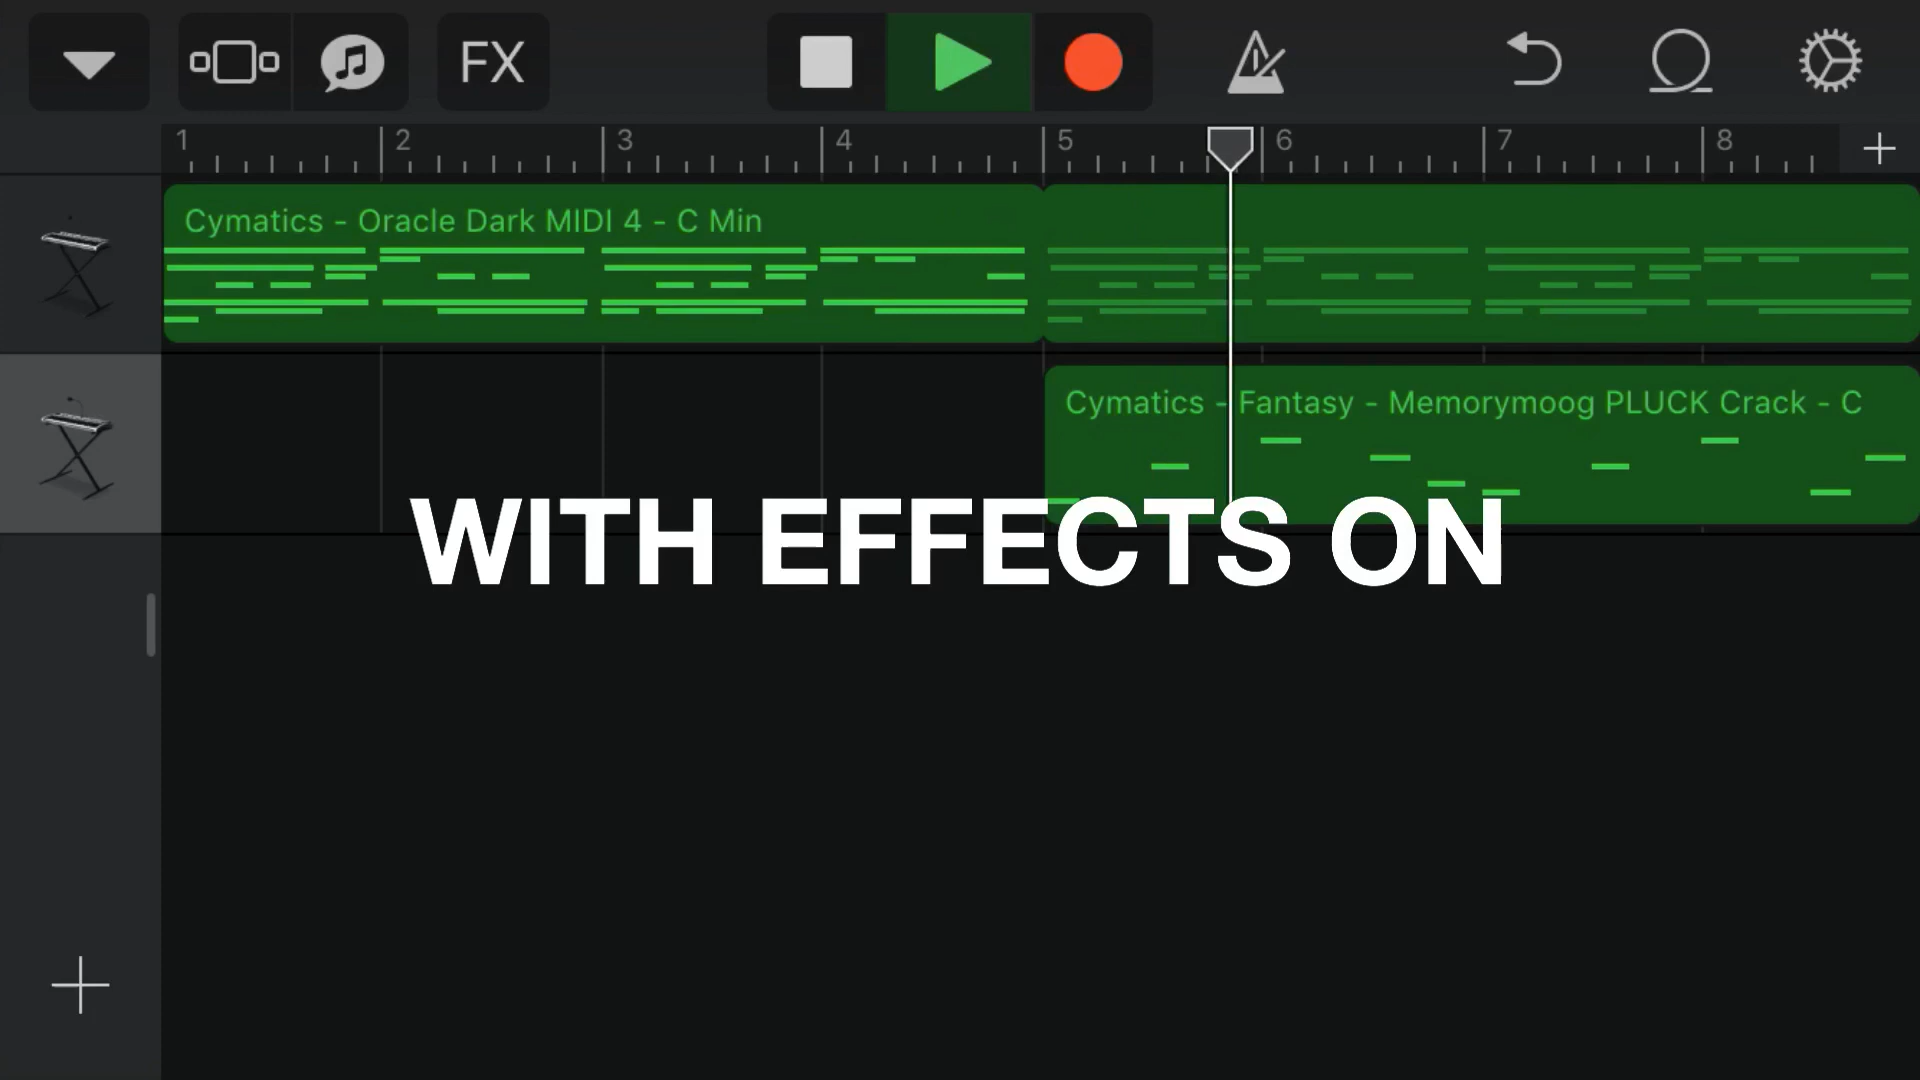 FX
1 2 3 4 5 6 7 8
Cymatics - Oracle Dark MIDI 4 - C Min
Cymatics - Fantasy - Memorymoog PLUCK Crack - C
WITH EFFECTS ON